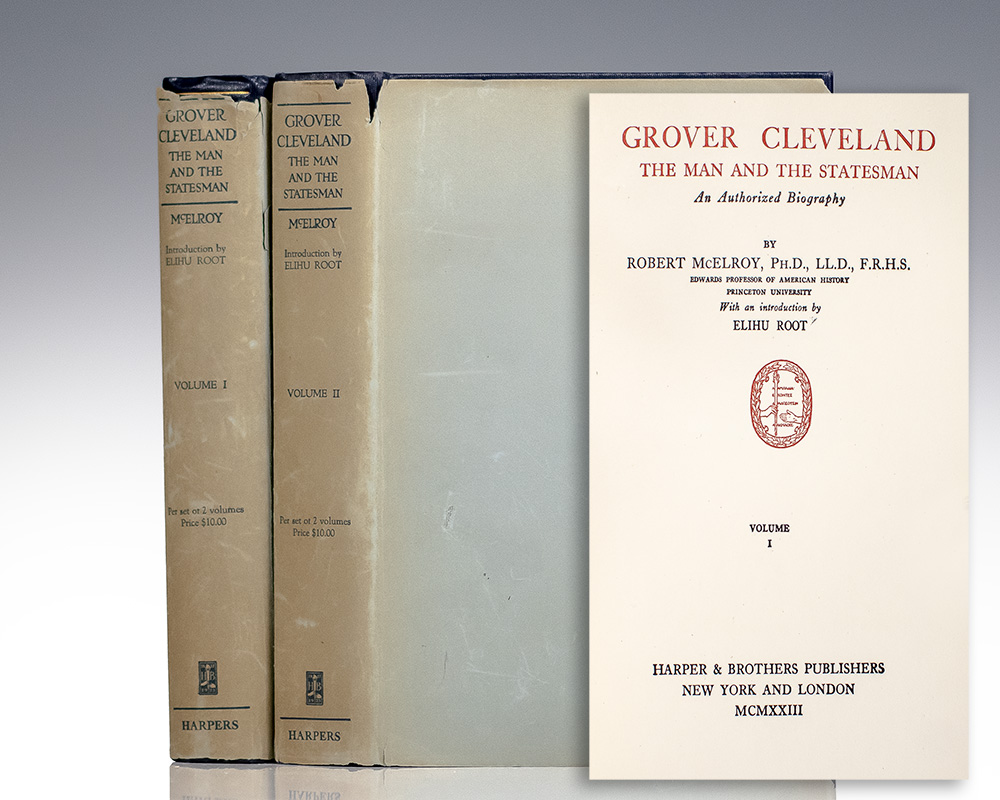 GROVER
CLEVELAND
THE MAN
AND THE
STATESMAN
McELROY
Introduction by
ELIHU ROOT
VOLUME I
Per set of 2 volumes
Price $10.00
HB
HARPERS
GROVER
CLEVELAND
THE MAN
AND THE
STATESMAN
McELROY
Introduction by
ELIHU ROOT
VOLUME II
Per set of 2 volumes
Price $10.00
HB
HARPERS
GROVER CLEVELAND
THE MAN AND THE STATESMAN
An Authorized Biography
BY
ROBERT McELROY, PH.D., LL.D., F.R.H.S.
EDWARDS PROFESSOR OF AMERICAN HISTORY
PRINCETON UNIVERSITY
With an introduction by
ELIHU ROOT
VOLUME
I
HARPER & BROTHERS PUBLISHERS
NEW YORK AND LONDON
MCMXXIII